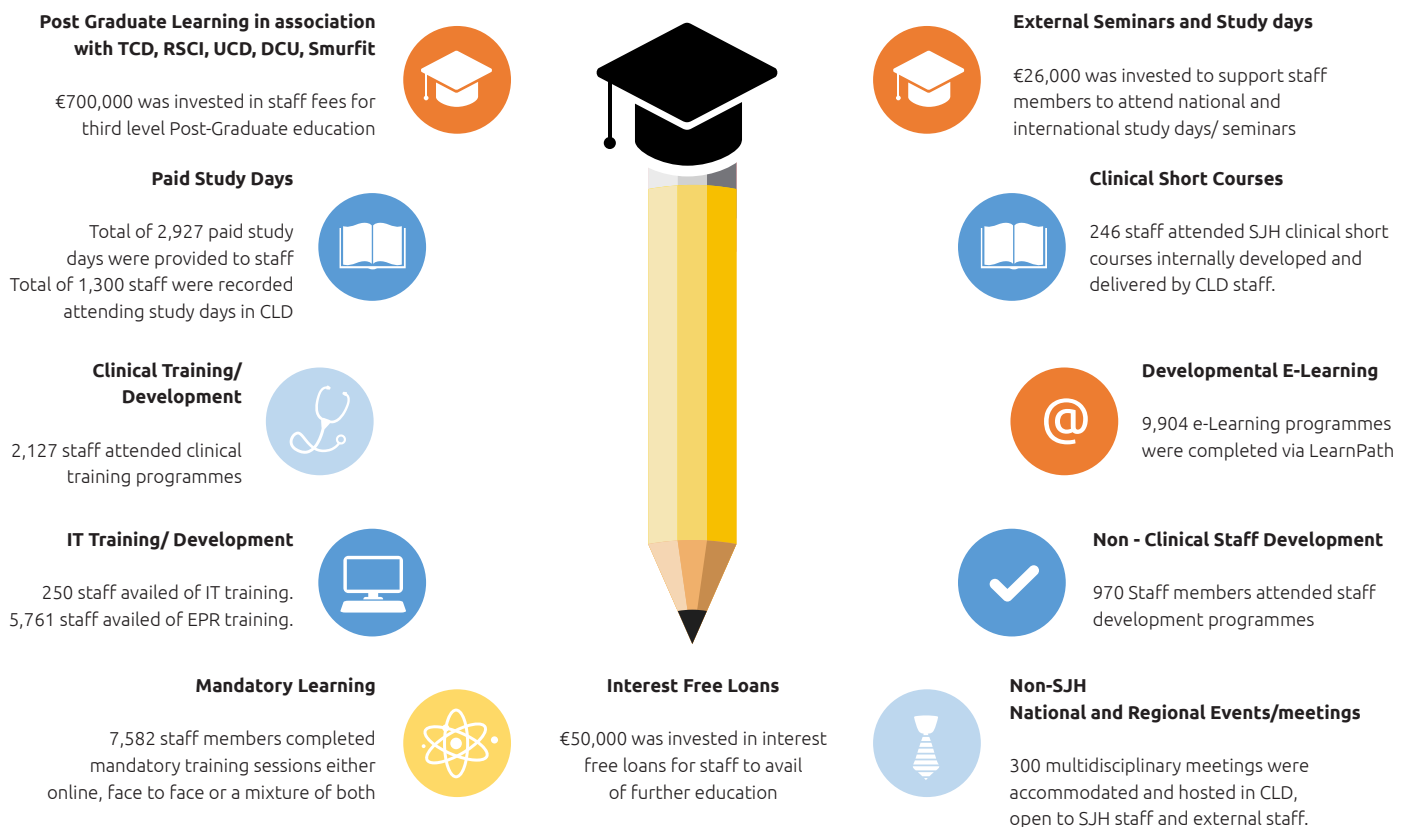 Post Graduate Learning in association
with TCD, RSCI, UCD, DCU, Smurfit
€700,000 was invested in staff fees for
third level Post-Graduate education
Paid Study Days
Total of 2,927 paid study
days were provided to staff
Total of 1,300 staff were recorded
attending study days in CLD
Clinical Training/
Development
2,127 staff attended clinical
training programmes
IT Training/ Development
250 staff availed of IT training.
5,761 staff availed of EPR training.
Mandatory Learning
7,582 staff members completed
mandatory training sessions either
online, face to face or a mixture of both
Interest Free Loans
€50,000 was invested in interest
free loans for staff to avail
of further education
External Seminars and Study days
€26,000 was invested to support staff
members to attend national and
international study days/ seminars
Clinical Short Courses
246 staff attended SJH clinical short
courses internally developed and
delivered by CLD staff.
@
Developmental E-Learning
9,904 e-Learning programmes
were completed via LearnPath
Non - Clinical Staff Development
970 Staff members attended staff
development programmes
Non-SJH
National and Regional Events/meetings
300 multidisciplinary meetings were
accommodated and hosted in CLD,
open to SJH staff and external staff.